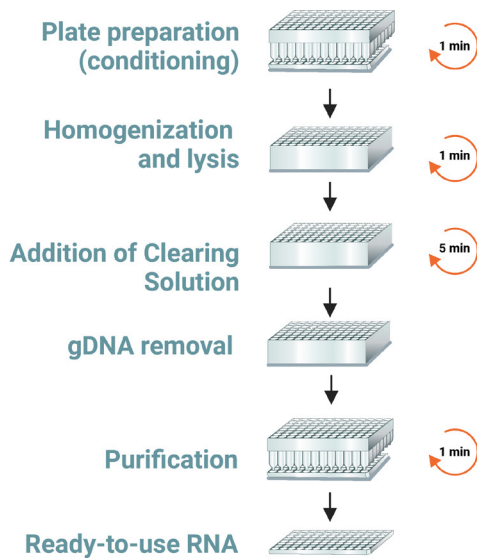 Plate preparation
(conditioning)
1 min
Homogenization
and lysis
1 min
Addition of Clearing
Solution
5 min
gDNA removal
Purification
1 min
Ready-to-use RNA